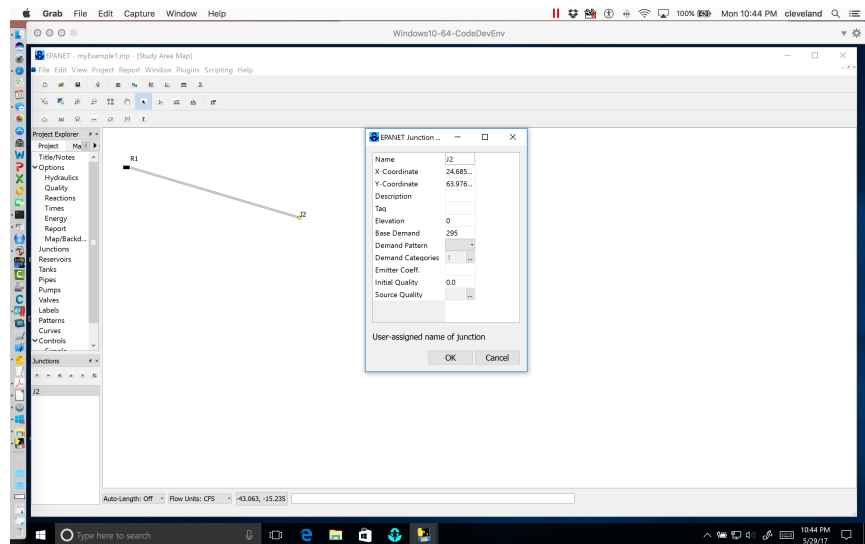 Grab File Edit Capture Window Help 100% Mon 10:44 PM cleveland
Windows10-64-CodeDevEnv
EPANET - myExample1.inp - [Study Area Map]
File Edit View Project Report Window Plugins Scripting Help
Project Explorer
Project Ma
Title/Notes
Options
Hydraulics
Quality
Reactions
Times
Energy
Report
Map/Backd...
Junctions
Reservoirs
Tanks
Pipes
Pumps
Valves
Labels
Patterns
Curves
Controls
Junctions
J2
R1
J2
EPANET Junction ...
Name J2
X-Coordinate 24.685...
Y-Coordinate 63.976...
Description
Tag
Elevation 0
Base Demand 295
Demand Pattern
Demand Categories 1 ...
Emitter Coeff.
Initial Quality 0.0
Source Quality ...
User-assigned name of junction
OK Cancel
Auto-Length: Off Flow Units: CFS -43.063, -15.235
Type here to search
10:44 PM
5/29/17